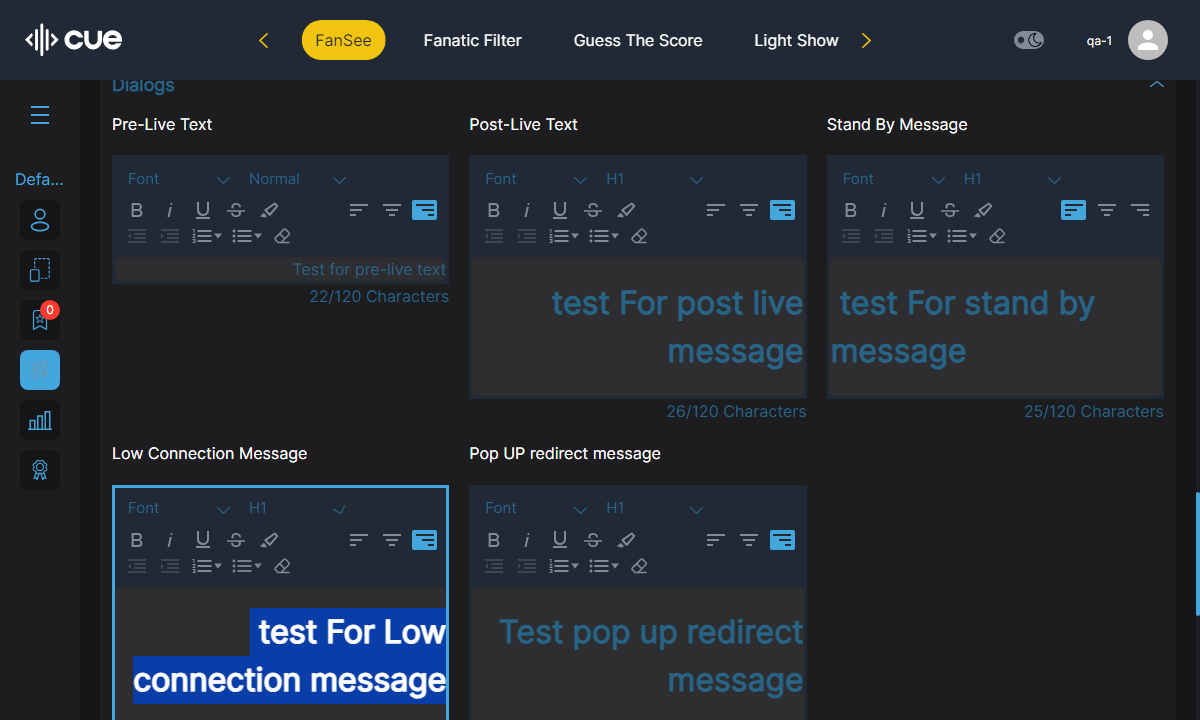 cue
FanSee
Fanatic Filter
Guess The Score
Light Show
qa-1
Defa...
0
Dialogs
Pre-Live Text
Post-Live Text
Stand By Message
Font
Normal
Font
H1
Font
H1
Test for pre-live text
22/120 Characters
test For post live
message
26/120 Characters
test For stand by
message
25/120 Characters
Low Connection Message
Pop UP redirect message
Font
H1
Font
H1
test For Low
connection message
Test pop up redirect
message